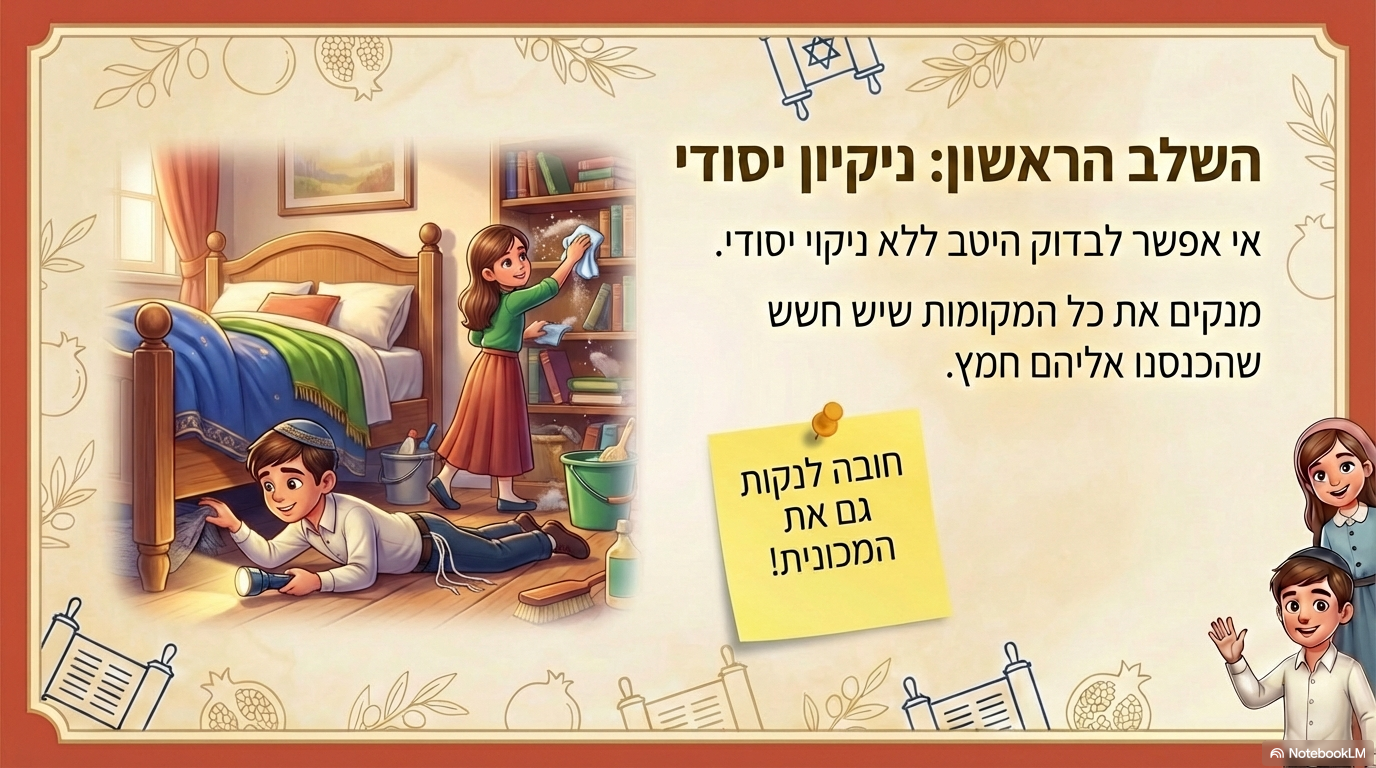 השלב הראשון: ניקיון יסודי
אי אפשר לבדוק היטב ללא ניקוי יסודי.
מנקים את כל המקומות שיש חשש
שהכנסנו אליהם חמץ.
חובה לנקות
גם את
המכונית!
NotebookLM